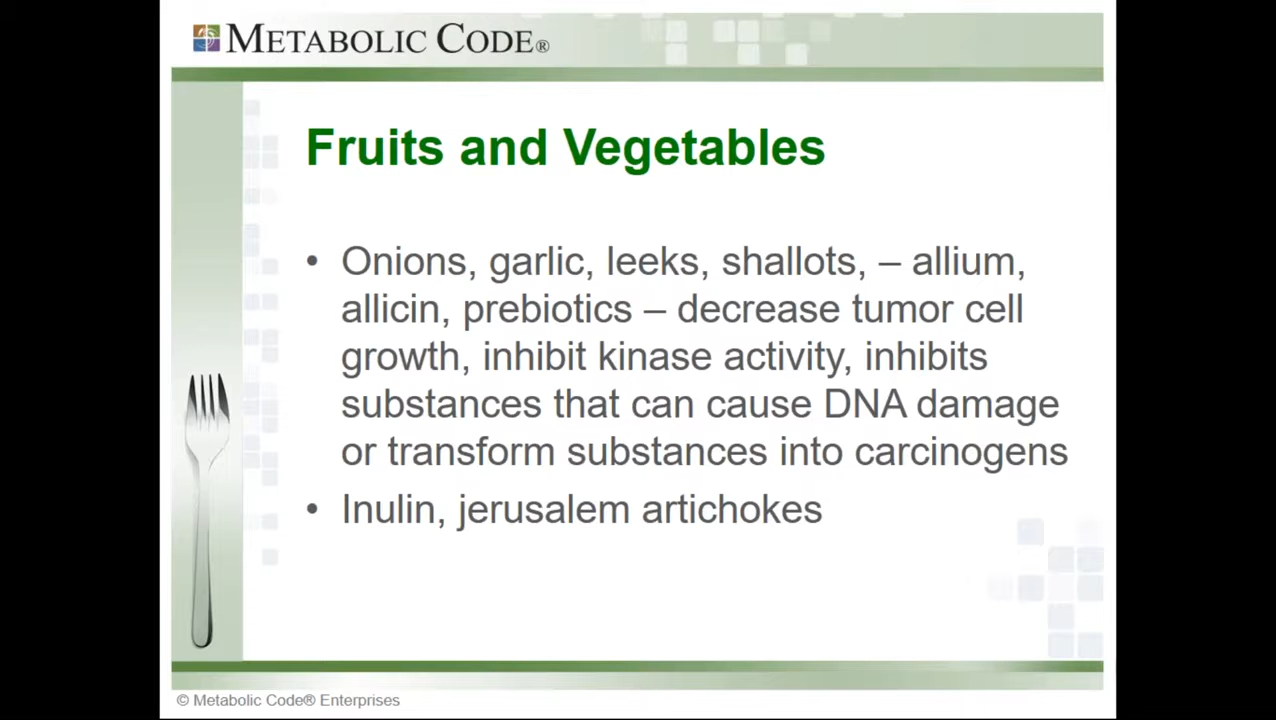 METABOLIC CODE®
Fruits and Vegetables
• Onions, garlic, leeks, shallots, – allium,
allicin, prebiotics – decrease tumor cell
growth, inhibit kinase activity, inhibits
substances that can cause DNA damage
or transform substances into carcinogens
• Inulin, jerusalem artichokes
© Metabolic Code® Enterprises